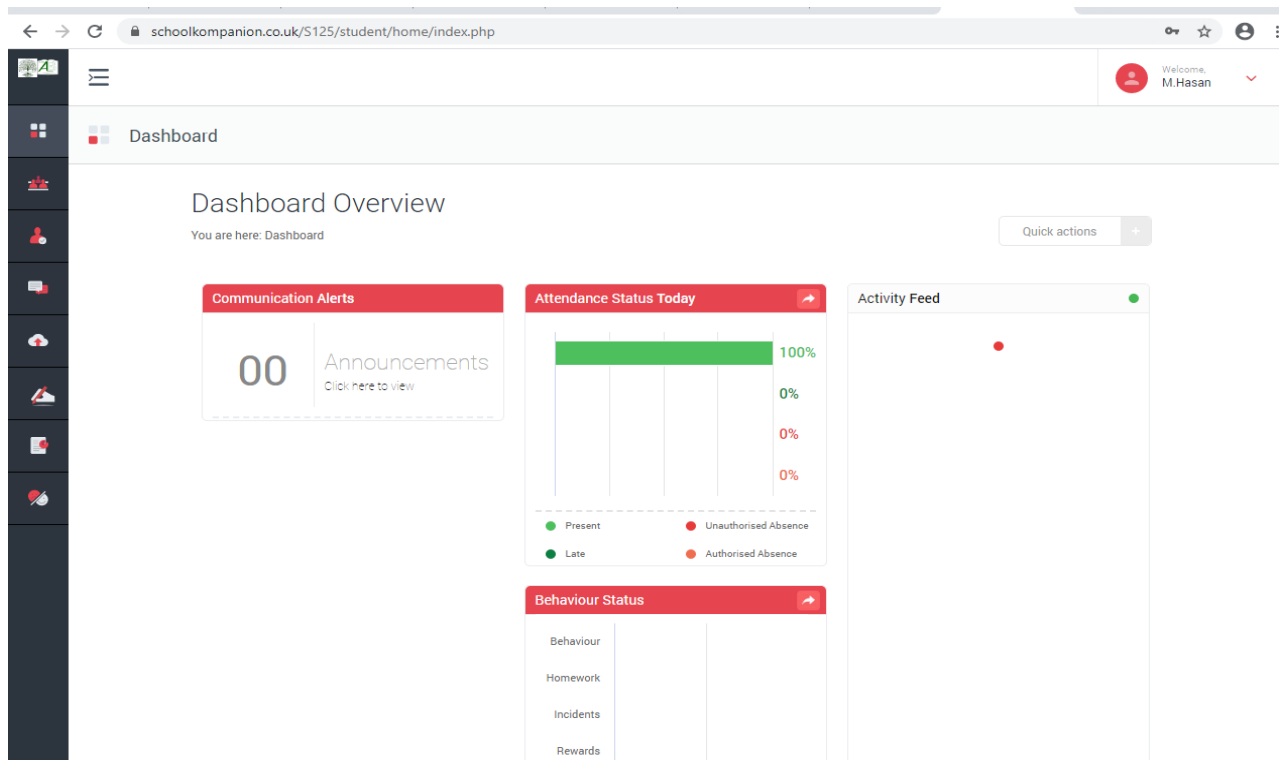 schoolkompanion.co.uk/S125/student/home/index.php
A
Welcome,
M.Hasan
Dashboard
Dashboard Overview
You are here: Dashboard
Quick actions +
Communication Alerts
00
Announcements
Click here to view
Attendance Status Today
100%
0%
0%
0%
Present
Unauthorised Absence
Late
Authorised Absence
Activity Feed
Behaviour Status
Behaviour
Homework
Incidents
Rewards